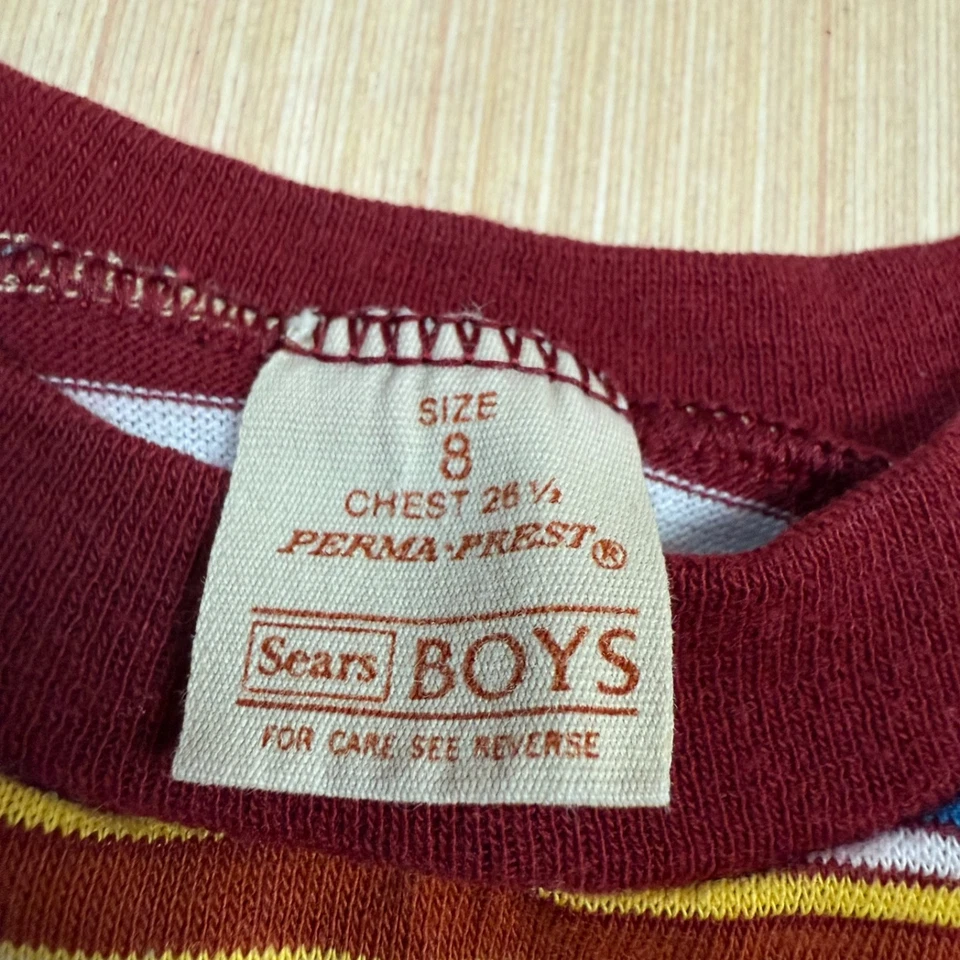 SIZE
8
CHEST 26 ½
PERMA·PREST®
Sears BOYS
FOR CARE SEE REVERSE